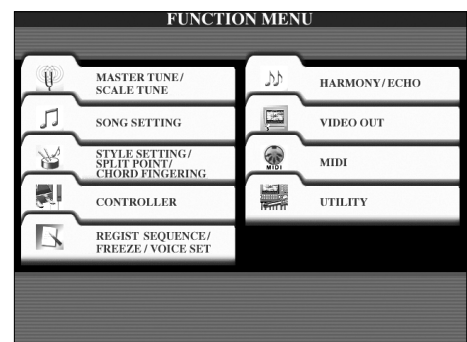 FUNCTION MENU
MASTER TUNE /
SCALE TUNE
SONG SETTING
STYLE SETTING /
SPLIT POINT /
CHORD FINGERING
CONTROLLER
REGIST SEQUENCE /
FREEZE / VOICE SET
HARMONY / ECHO
VIDEO OUT
MIDI
MIDI
UTILITY